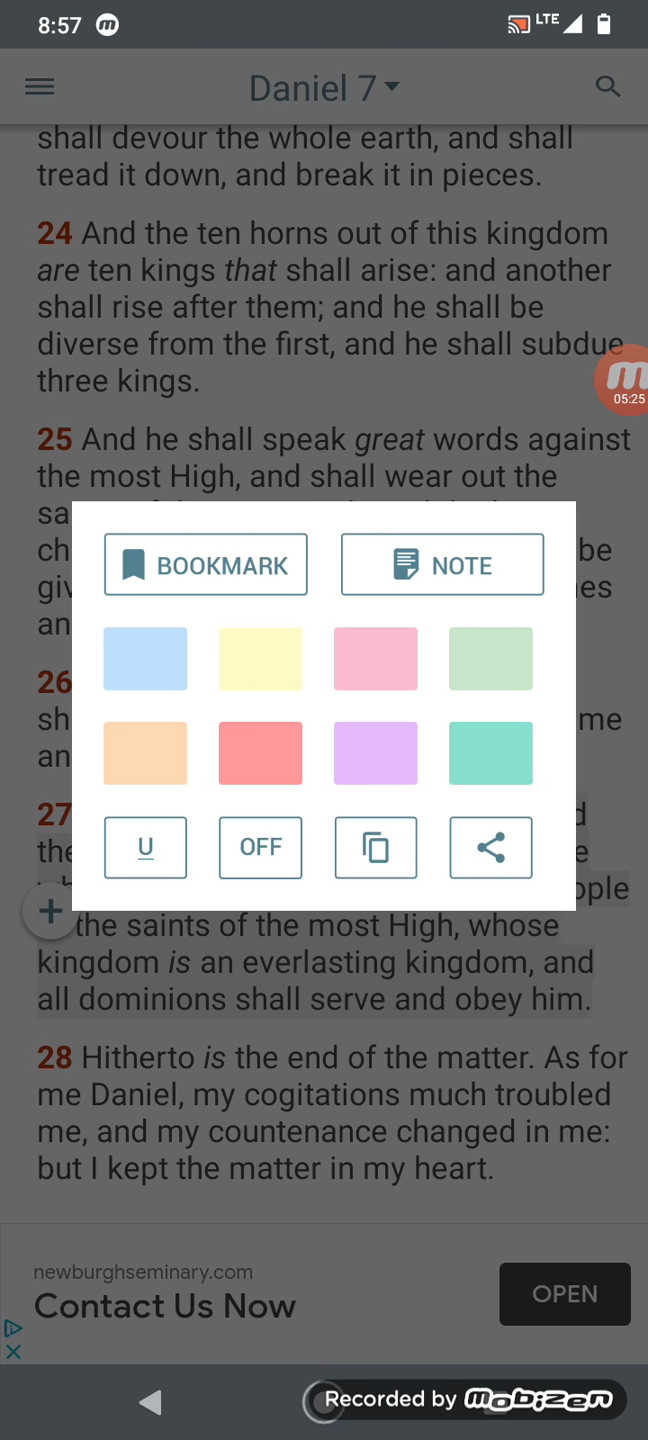 8:57
LTE
Daniel 7
shall devour the whole earth, and shall
tread it down, and break it in pieces.
24 And the ten horns out of this kingdom
are ten kings that shall arise: and another
shall rise after them; and he shall be
diverse from the first, and he shall subdue
three kings.
05:25
25 And he shall speak great words against
the most High, and shall wear out the
be
26
me
27
BOOKMARK
NOTE
U
OFF
the saints of the most High, whose
kingdom is an everlasting kingdom, and
all dominions shall serve and obey him.
28 Hitherto is the end of the matter. As for
me Daniel, my cogitations much troubled
me, and my countenance changed in me:
but I kept the matter in my heart.
newburghseminary.com
Contact Us Now
OPEN
Recorded by mobizen